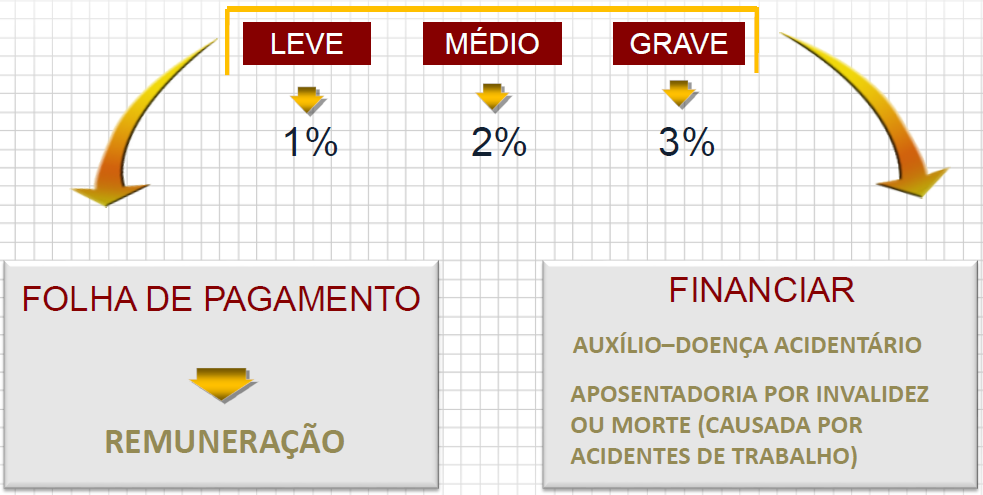 LEVE
MÉDIO
GRAVE
1%
2%
3%
FOLHA DE PAGAMENTO
REMUNERAÇÃO
FINANCIAR
AUXÍLIO–DOENÇA ACIDENTÁRIO
APOSENTADORIA POR INVALIDEZ
OU MORTE (CAUSADA POR
ACIDENTES DE TRABALHO)